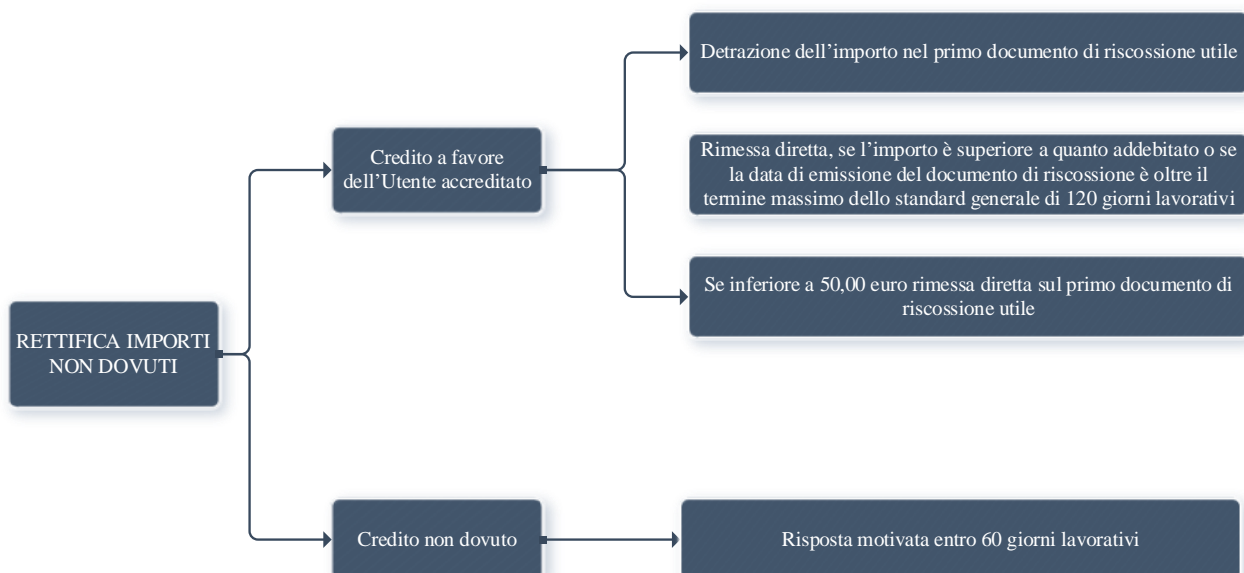 RETTIFICA IMPORTI
NON DOVUTI
Credito a favore
dell’Utente accreditato
Detrazione dell’importo nel primo documento di riscossione utile
Rimessa diretta, se l’importo è superiore a quanto addebitato o se
la data di emissione del documento di riscossione è oltre il
termine massimo dello standard generale di 120 giorni lavorativi
Se inferiore a 50,00 euro rimessa diretta sul primo documento di
riscossione utile
Credito non dovuto
Risposta motivata entro 60 giorni lavorativi